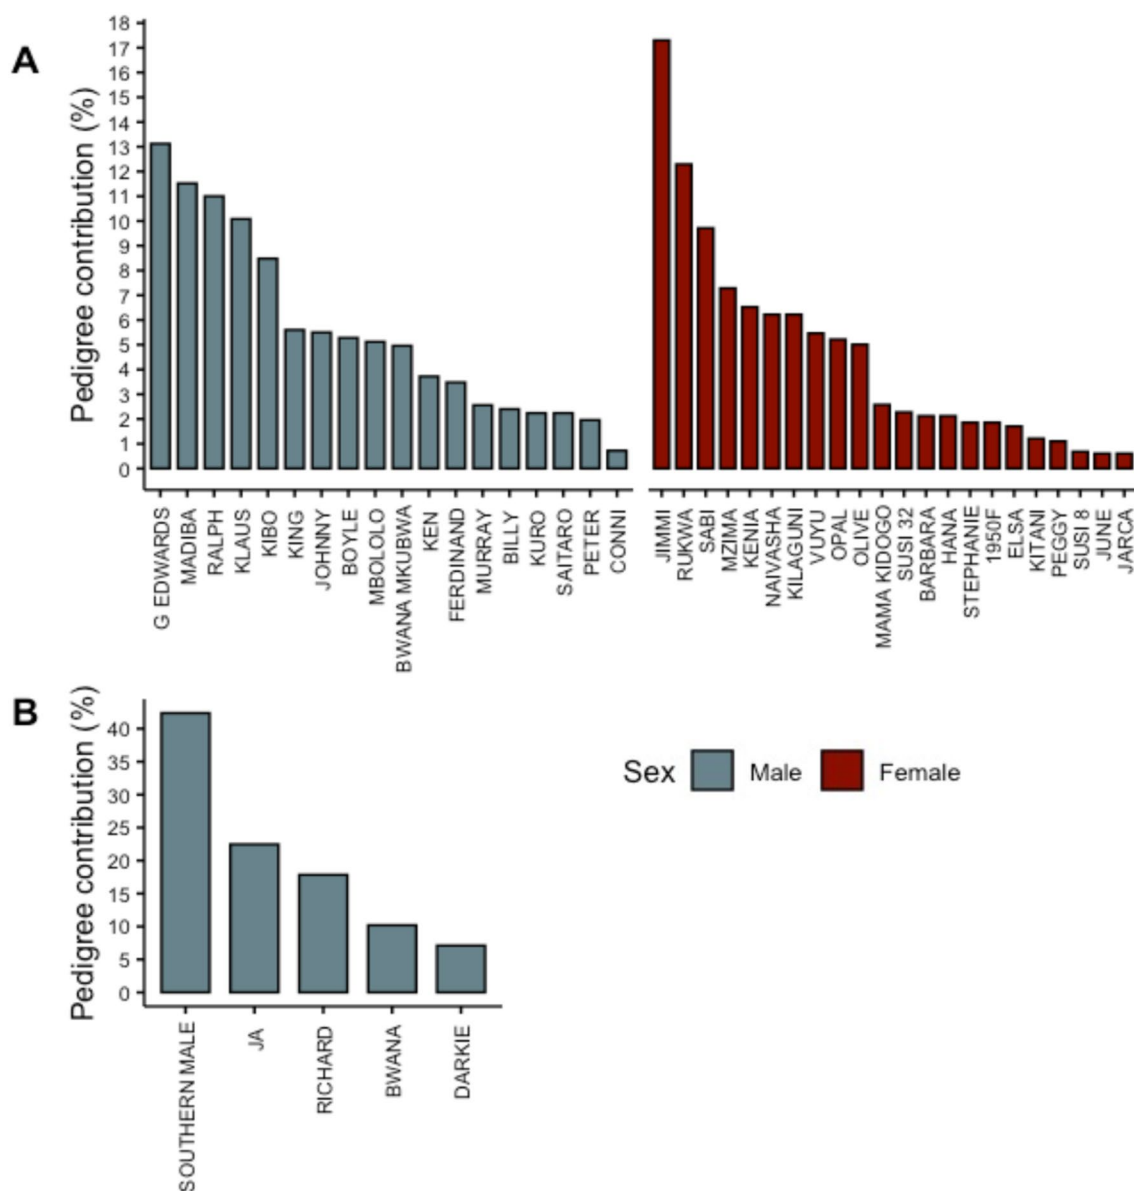 A
Pedigree contribution (%)
18
17
16
15
14
13
12
11
10
9
8
7
6
5
4
3
2
1
0
G EDWARDS
MADIBA
RALPH
KLAUS
KIBO
KING
JOHNNY
BOYLE
MBOLOLO
BWANA MKUBWA
KEN
FERDINAND
MURRAY
BILLY
KURO
SAITARO
PETER
CONNI
JIMMI
RUKWA
SABI
MZIMA
KENIA
NAIVASHA
KILAGUNI
VUYU
OPAL
OLIVE
MAMA KIDOGO
SUSI 32
BARBARA
HANA
STEPHANIE
1950F
ELSA
KITANI
PEGGY
SUSI 8
JUNE
JARCA
B
Pedigree contribution (%)
40
35
30
25
20
15
10
5
0
SOUTHERN MALE
JA
RICHARD
BWANA
DARKIE
Sex Male Female